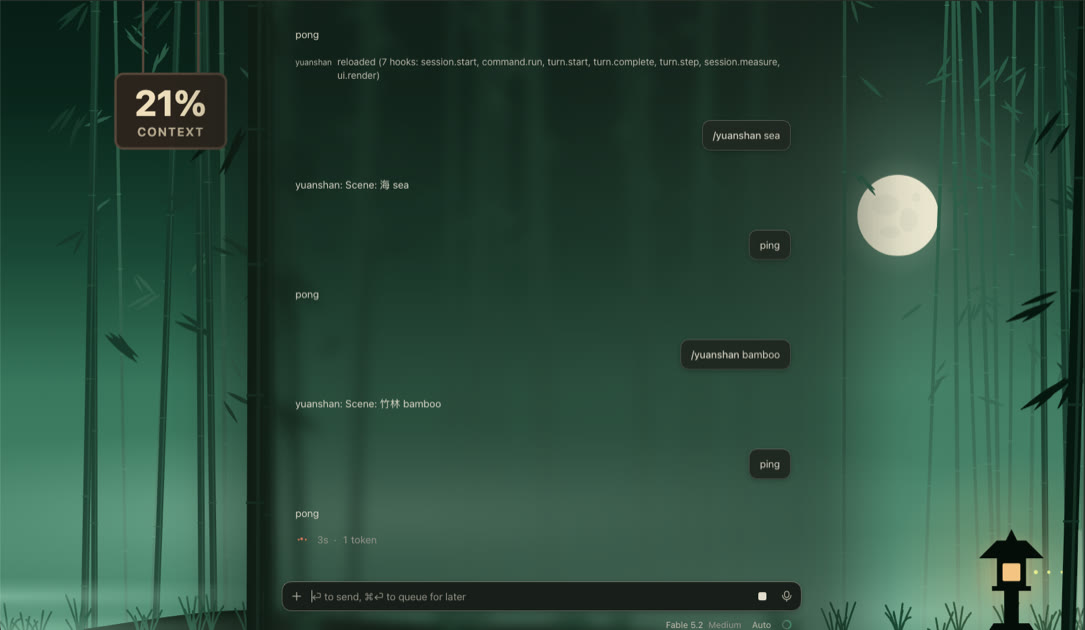 pong
yuanshan reloaded (7 hooks: session.start, command.run, turn.start, turn.complete, turn.step, session.measure,
ui.render)
21%
CONTEXT
/yuanshan sea
yuanshan: Scene: 海 sea
ping
pong
/yuanshan bamboo
yuanshan: Scene: 竹林 bamboo
ping
pong
3s · 1 token
⏎ to send, ⌘⏎ to queue for later
Fable 5.2 Medium Auto